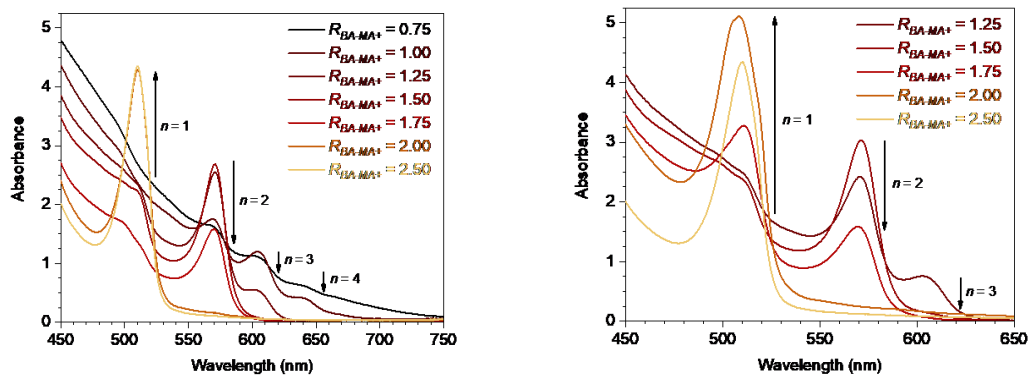 5
4
3
2
1
0
Absorbance
R_BA-MA+ = 0.75
R_BA-MA+ = 1.00
R_BA-MA+ = 1.25
R_BA-MA+ = 1.50
R_BA-MA+ = 1.75
R_BA-MA+ = 2.00
R_BA-MA+ = 2.50
n = 1
n = 2
n = 3
n = 4
450 500 550 600 650 700 750
Wavelength (nm)
5
4
3
2
1
0
Absorbance
R_BA-MA+ = 1.25
R_BA-MA+ = 1.50
R_BA-MA+ = 1.75
R_BA-MA+ = 2.00
R_BA-MA+ = 2.50
n = 1
n = 2
n = 3
450 500 550 600 650
Wavelength (nm)